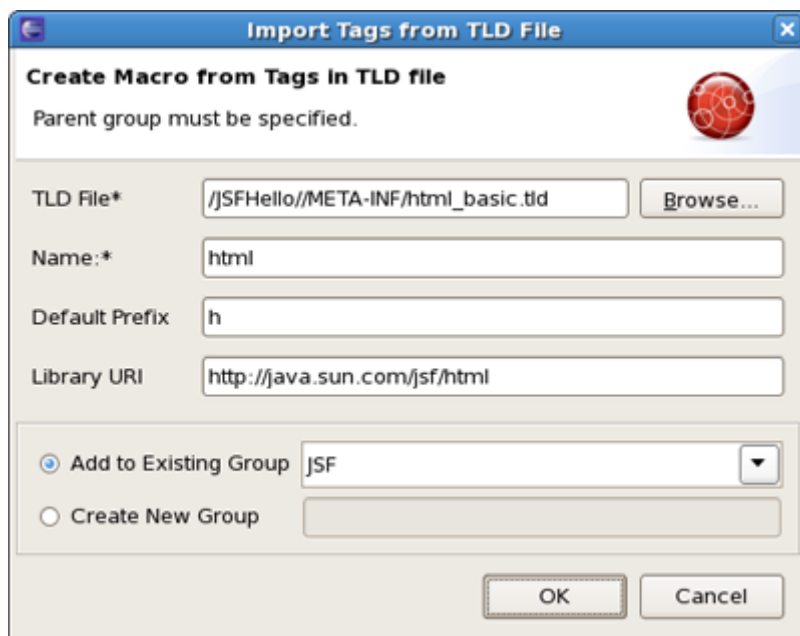 Import Tags from TLD File
Create Macro from Tags in TLD file
Parent group must be specified.
TLD File* /JSFHello//META-INF/html_basic.tld Browse...
Name:* html
Default Prefix h
Library URI http://java.sun.com/jsf/html
Add to Existing Group JSF
Create New Group
OK Cancel